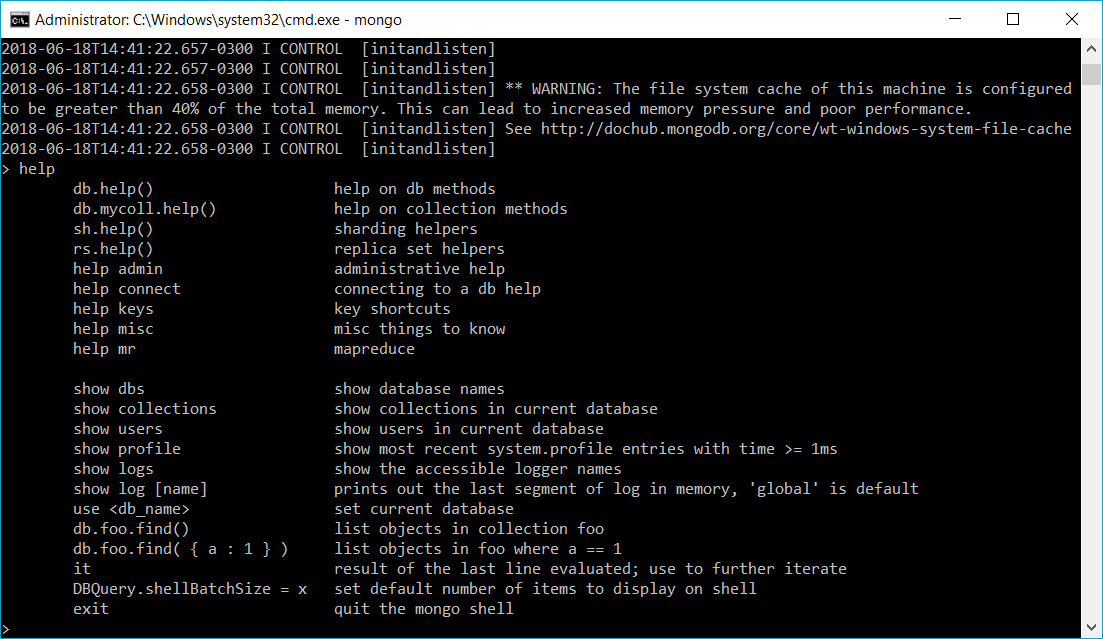 Administrator: C:\Windows\system32\cmd.exe - mongo
2018-06-18T14:41:22.657-0300 I CONTROL  [initandlisten]
2018-06-18T14:41:22.657-0300 I CONTROL  [initandlisten]
2018-06-18T14:41:22.658-0300 I CONTROL  [initandlisten] ** WARNING: The file system cache of this machine is configured
to be greater than 40% of the total memory. This can lead to increased memory pressure and poor performance.
2018-06-18T14:41:22.658-0300 I CONTROL  [initandlisten] See http://dochub.mongodb.org/core/wt-windows-system-file-cache
2018-06-18T14:41:22.658-0300 I CONTROL  [initandlisten]
> help
        db.help()                    help on db methods
        db.mycoll.help()             help on collection methods
        sh.help()                    sharding helpers
        rs.help()                    replica set helpers
        help admin                   administrative help
        help connect                 connecting to a db help
        help keys                    key shortcuts
        help misc                    misc things to know
        help mr                      mapreduce
        show dbs                     show database names
        show collections             show collections in current database
        show users                   show users in current database
        show profile                 show most recent system.profile entries with time >= 1ms
        show logs                    show the accessible logger names
        show log [name]              prints out the last segment of log in memory, 'global' is default
        use <db_name>                set current database
        db.foo.find()                list objects in collection foo
        db.foo.find( { a : 1 } )     list objects in foo where a == 1
        it                           result of the last line evaluated; use to further iterate
        DBQuery.shellBatchSize = x   set default number of items to display on shell
        exit                         quit the mongo shell
>